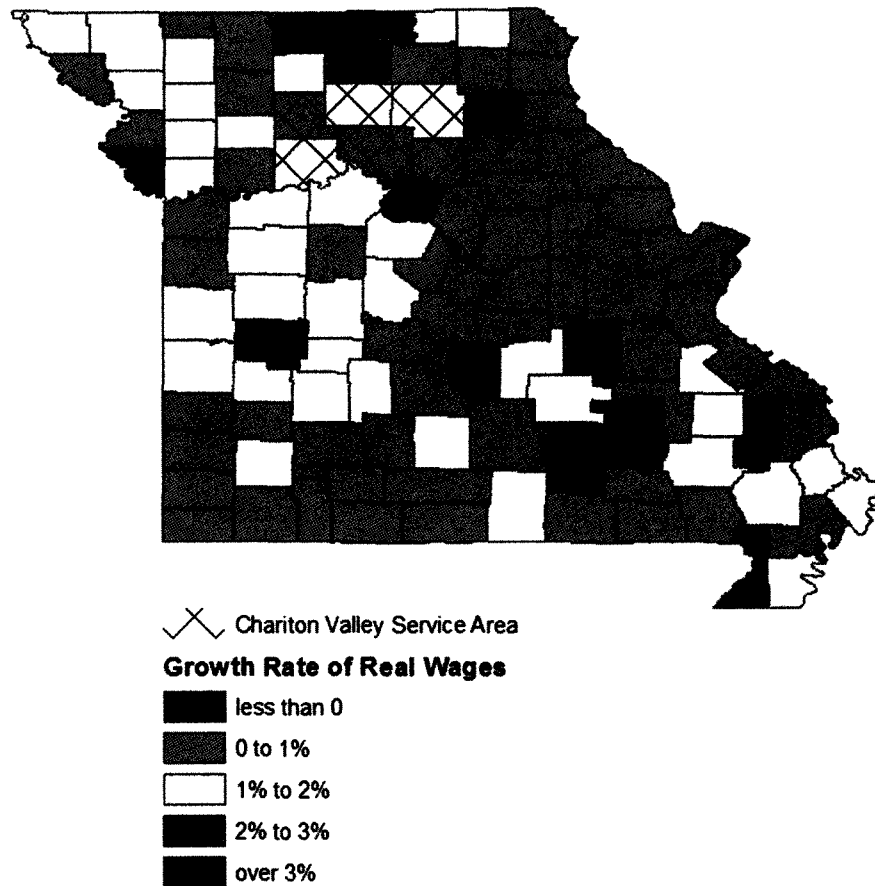 Chariton Valley Service Area
Growth Rate of Real Wages
less than 0
0 to 1%
1% to 2%
2% to 3%
over 3%